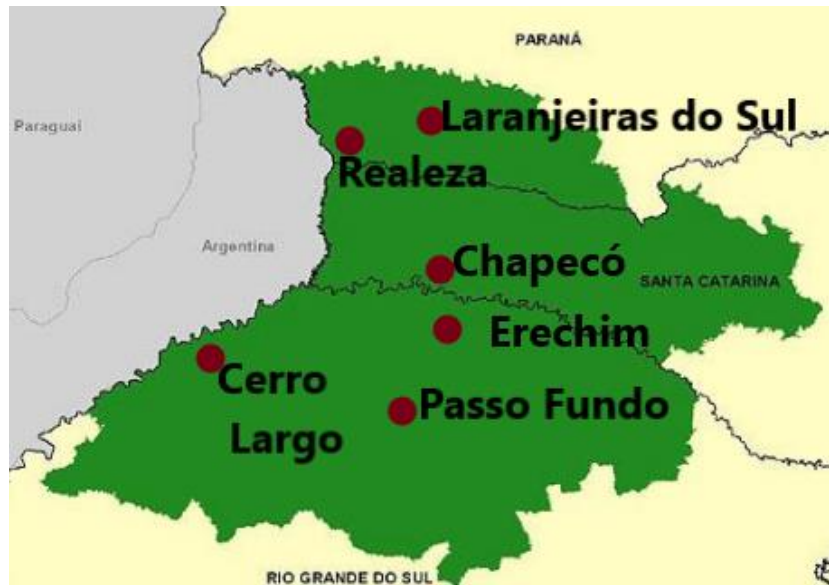 PARANÁ
Laranjeiras do Sul
Paraguai
Realeza
Argentina
Chapecó
SANTA CATARINA
Erechim
Cerro
Largo
Passo Fundo
RIO GRANDE DO SUL